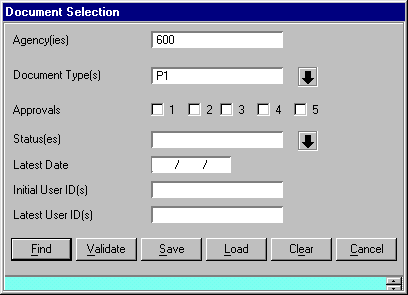 Document Selection
Agency(ies) 600
Document Type(s) P1
Approvals 1 2 3 4 5
Status(es)
Latest Date / /
Initial User ID(s)
Latest User ID(s)
Find Validate Save Load Clear Cancel